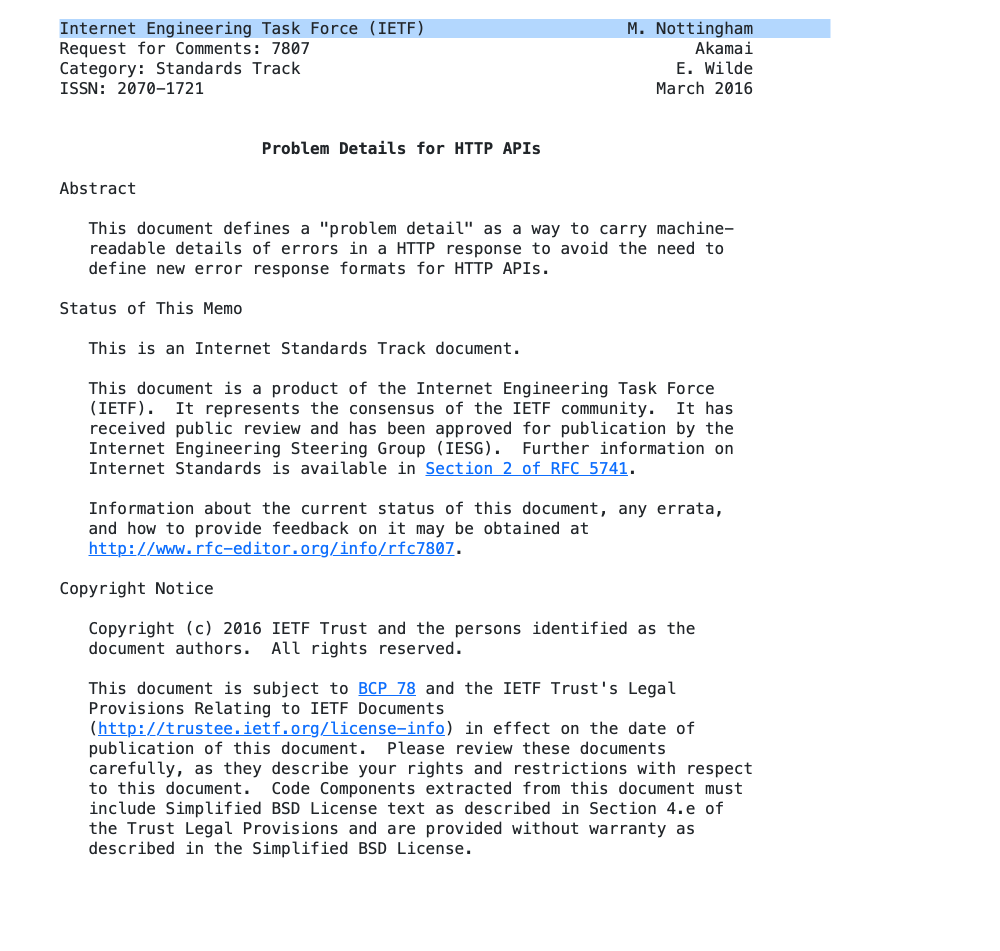 Internet Engineering Task Force (IETF)                     M. Nottingham
Request for Comments: 7807                                        Akamai
Category: Standards Track                                       E. Wilde
ISSN: 2070-1721                                               March 2016
Problem Details for HTTP APIs
Abstract
This document defines a "problem detail" as a way to carry machine-
readable details of errors in a HTTP response to avoid the need to
define new error response formats for HTTP APIs.
Status of This Memo
This is an Internet Standards Track document.
This document is a product of the Internet Engineering Task Force
(IETF).  It represents the consensus of the IETF community.  It has
received public review and has been approved for publication by the
Internet Engineering Steering Group (IESG).  Further information on
Internet Standards is available in Section 2 of RFC 5741.
Information about the current status of this document, any errata,
and how to provide feedback on it may be obtained at
http://www.rfc-editor.org/info/rfc7807.
Copyright Notice
Copyright (c) 2016 IETF Trust and the persons identified as the
document authors.  All rights reserved.
This document is subject to BCP 78 and the IETF Trust's Legal
Provisions Relating to IETF Documents
(http://trustee.ietf.org/license-info) in effect on the date of
publication of this document.  Please review these documents
carefully, as they describe your rights and restrictions with respect
to this document.  Code Components extracted from this document must
include Simplified BSD License text as described in Section 4.e of
the Trust Legal Provisions and are provided without warranty as
described in the Simplified BSD License.